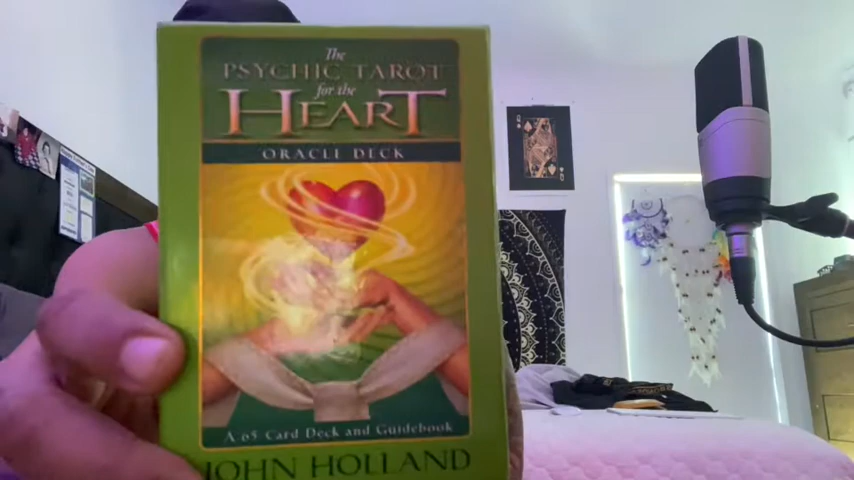 The
PSYCHIC TAROT
for the
HEART
ORACLE DECK
A 65 Card Deck and Guidebook
JOHN HOLLAND
Q
Q